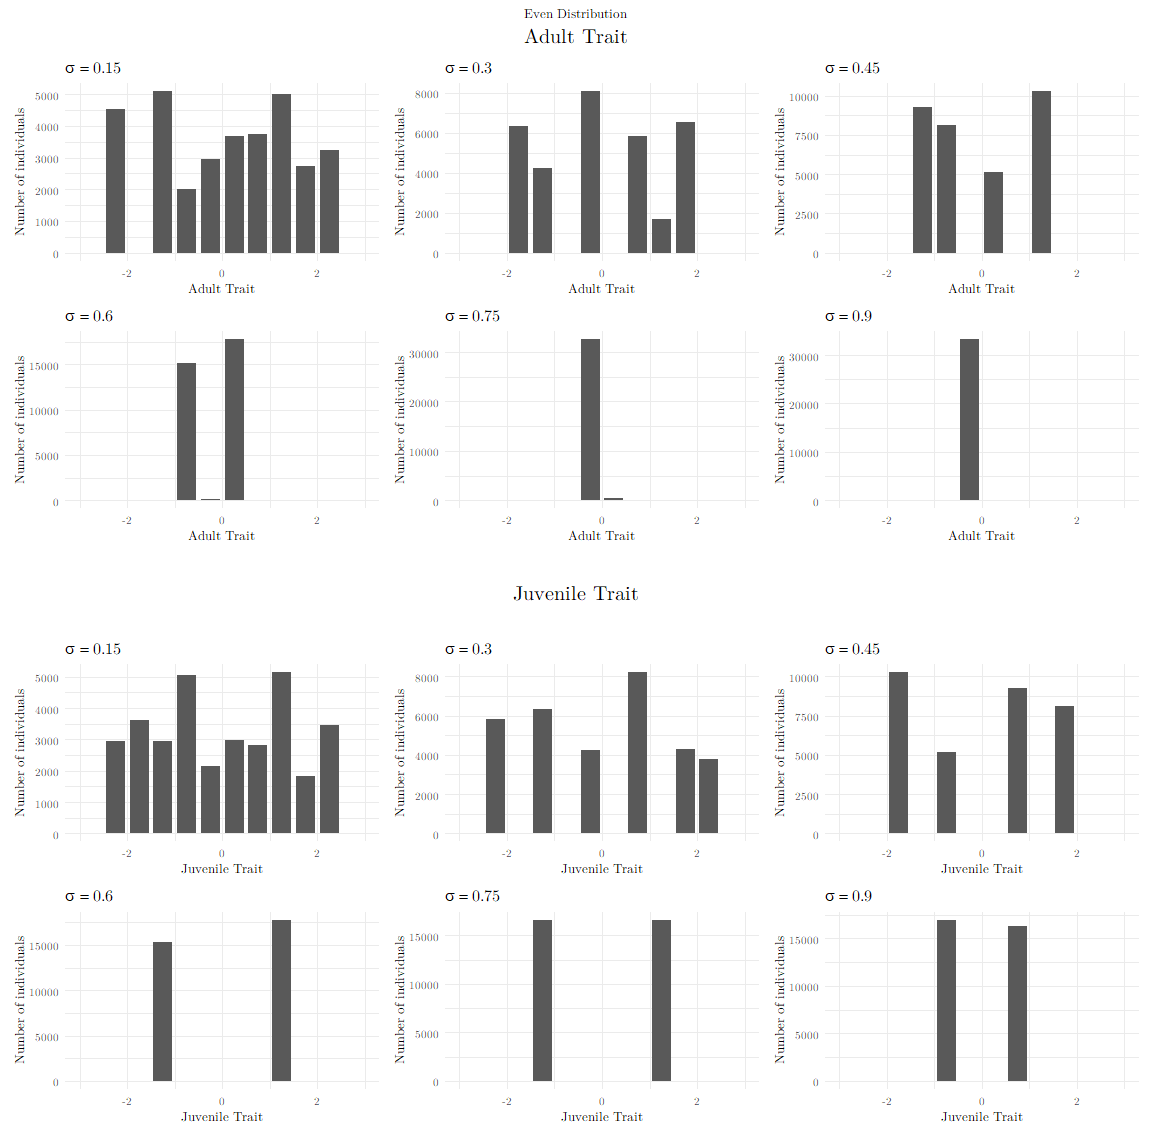 Even Distribution
Adult Trait
σ = 0.15
σ = 0.3
σ = 0.45
Number of individuals
5000
4000
3000
2000
1000
0
-2
0
2
Adult Trait
Number of individuals
8000
6000
4000
2000
0
-2
0
2
Adult Trait
Number of individuals
10000
7500
5000
2500
0
-2
0
2
Adult Trait
σ = 0.6
σ = 0.75
σ = 0.9
Number of individuals
15000
10000
5000
0
-2
0
2
Adult Trait
Number of individuals
30000
20000
10000
0
-2
0
2
Adult Trait
Number of individuals
30000
20000
10000
0
-2
0
2
Adult Trait
Juvenile Trait
σ = 0.15
σ = 0.3
σ = 0.45
Number of individuals
5000
4000
3000
2000
1000
0
-2
0
2
Juvenile Trait
Number of individuals
8000
6000
4000
2000
0
-2
0
2
Juvenile Trait
Number of individuals
10000
7500
5000
2500
0
-2
0
2
Juvenile Trait
σ = 0.6
σ = 0.75
σ = 0.9
Number of individuals
15000
10000
5000
0
-2
0
2
Juvenile Trait
Number of individuals
15000
10000
5000
0
-2
0
2
Juvenile Trait
Number of individuals
15000
10000
5000
0
-2
0
2
Juvenile Trait